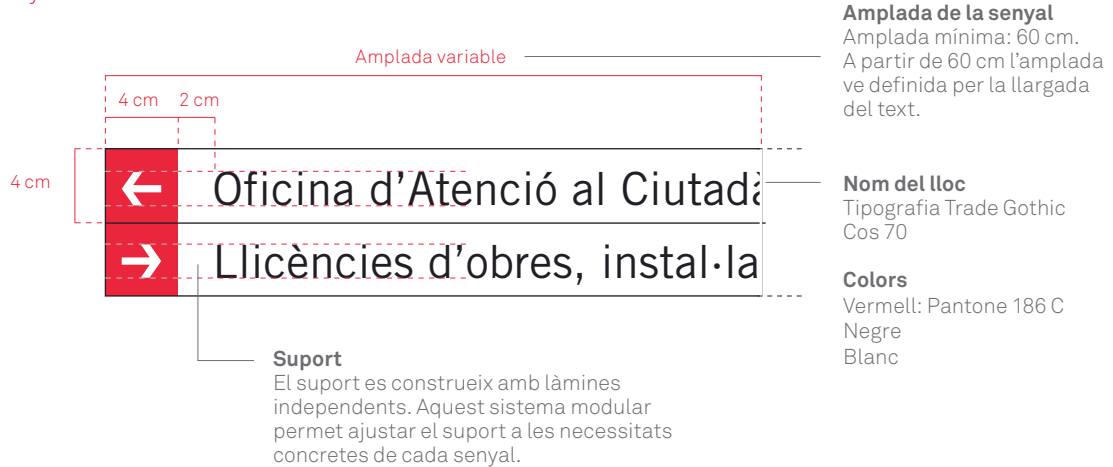 Amplada variable
4 cm
2 cm
4 cm
Oficina d’Atenció al
Llicències d’obres,
Amplada de la senyal
Amplada mínima: 60 cm.
A partir de 60 cm l’amplada
ve definida per la llargada
del text.
Nom del lloc
Tipografia Trade Gothic
Cos 70
Colors
Vermell: Pantone 186 C
Negre
Blanc
Suport
El suport es construeix amb làmines
independents. Aquest sistema modular
permet ajustar el suport a les necessitats
concretes de cada senyal.